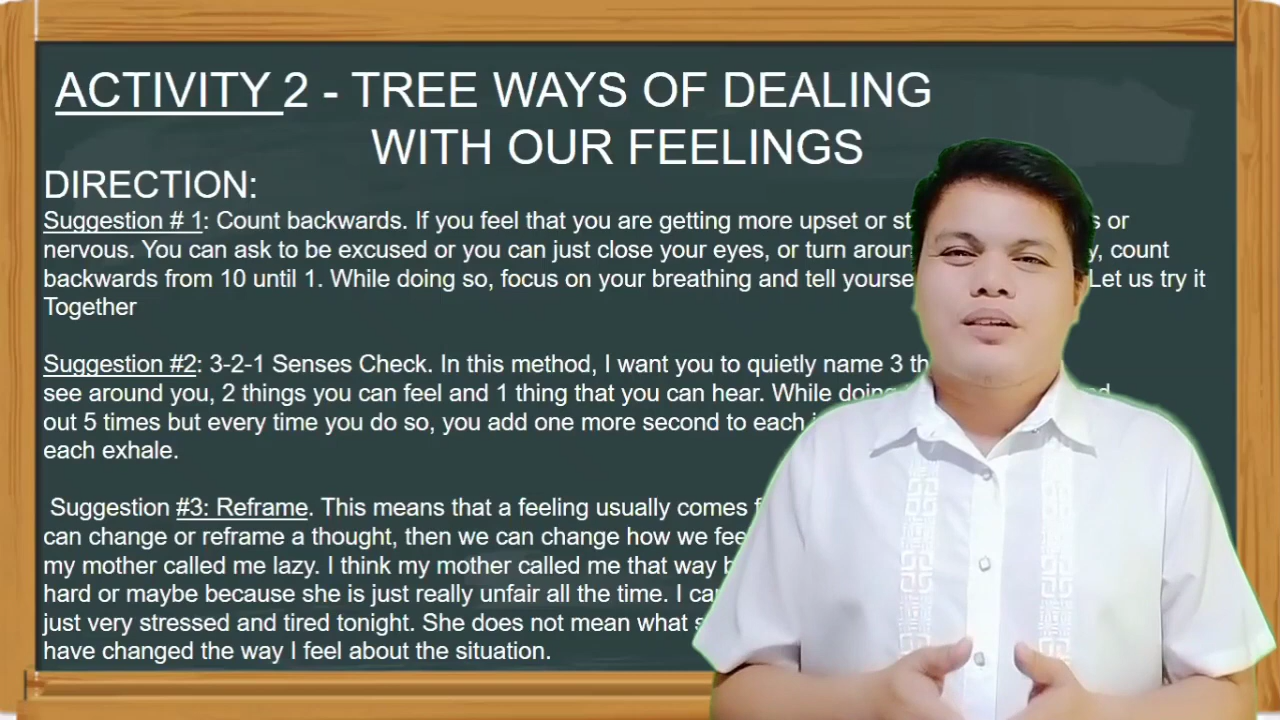 ACTIVITY 2 - TREE WAYS OF DEALING
WITH OUR FEELINGS
DIRECTION:
Suggestion # 1: Count backwards. If you feel that you are getting more upset or or
nervous. You can ask to be excused or you can just close your eyes, or turn count
backwards from 10 until 1. While doing so, focus on your breathing and tell Let us try it
Together
Suggestion #2: 3-2-1 Senses Check. In this method, I want you to quietly name 3
see around you, 2 things you can feel and 1 thing that you can hear. While
out 5 times but every time you do so, you add one more second to each
each exhale.
Suggestion #3: Reframe. This means that a feeling usually comes
can change or reframe a thought, then we can change how we
my mother called me lazy. I think my mother called me that way
hard or maybe because she is just really unfair all the time. I
just very stressed and tired tonight. She does not mean what
have changed the way I feel about the situation.